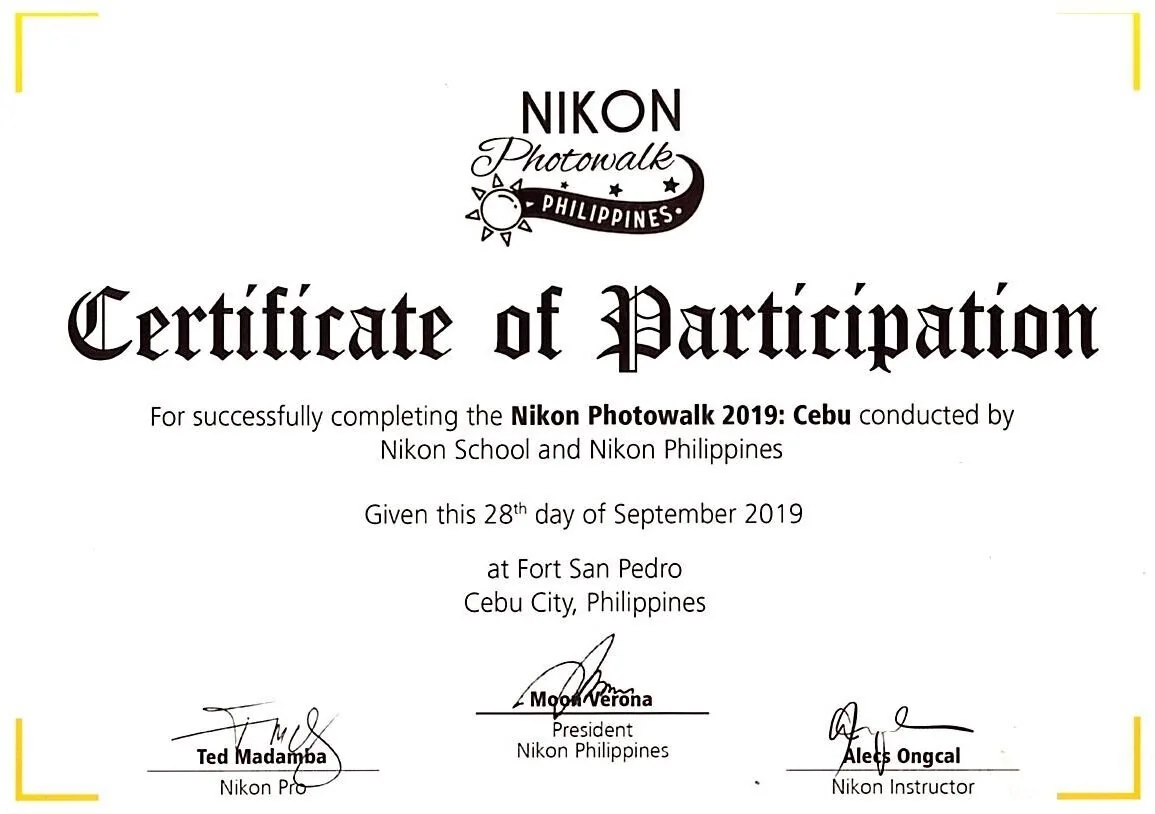 NIKON
Photowalk
PHILIPPINES
Certificate of Participation
For successfully completing the Nikon Photowalk 2019: Cebu conducted by
Nikon School and Nikon Philippines
Given this 28th day of September 2019
at Fort San Pedro
Cebu City, Philippines
Moon Verona
President
Nikon Philippines
Ted Madamba
Nikon Pro
Alecs Ongcal
Nikon Instructor